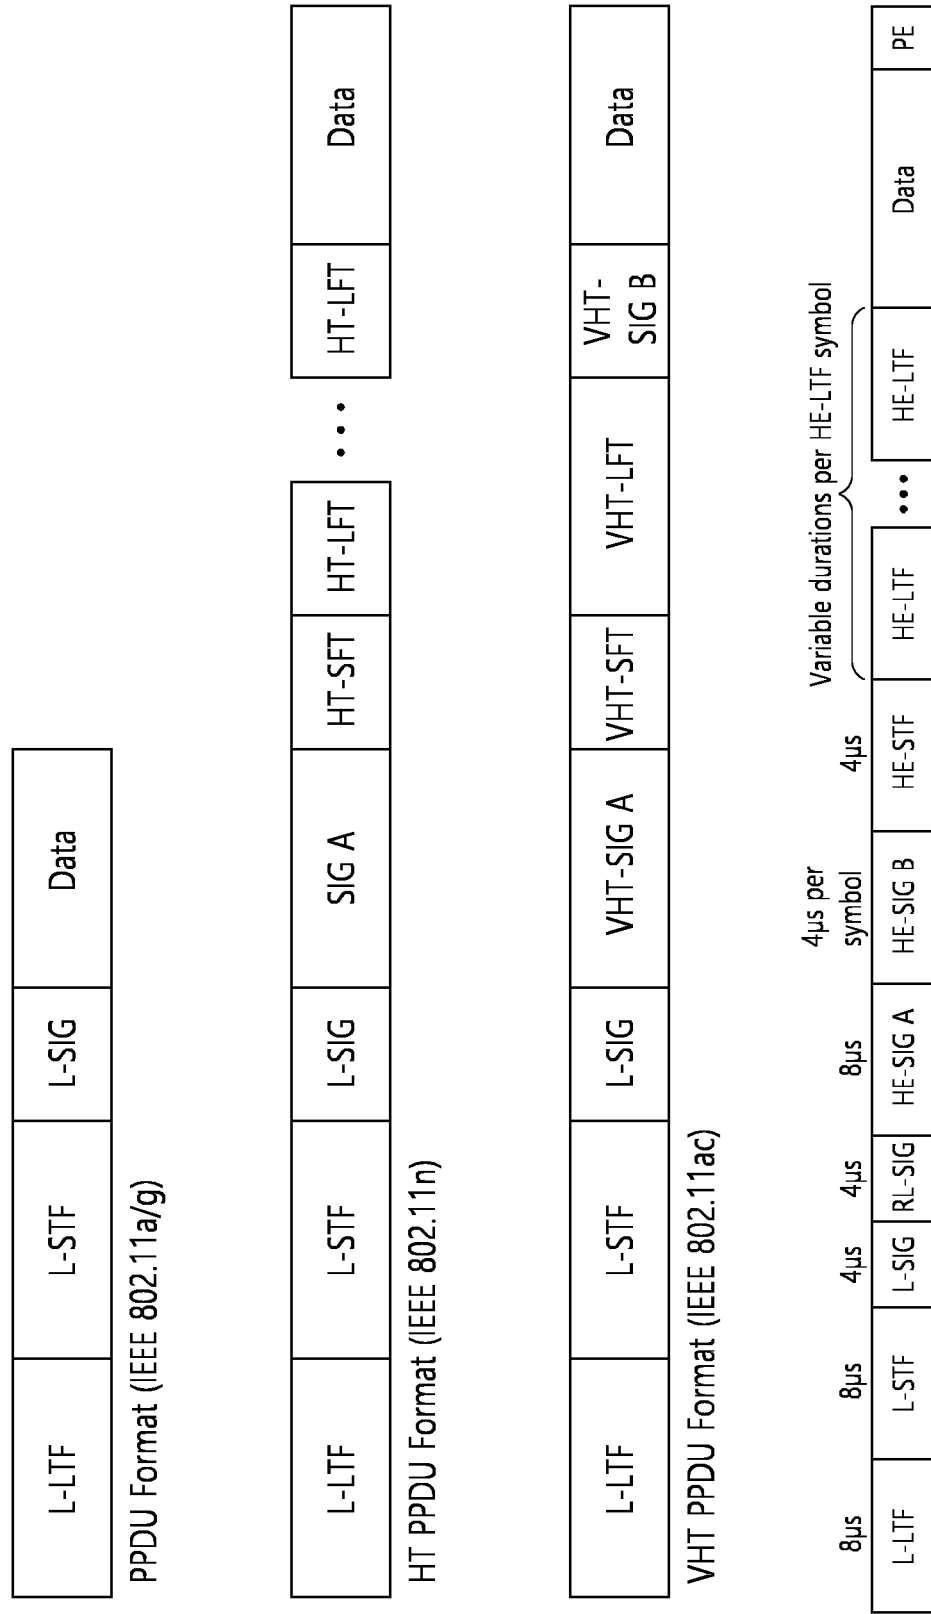 L-LTF
L-STF
L-SIG
Data
PPDU Format (IEEE 802.11a/g)
L-LTF
L-STF
L-SIG
SIG A
HT-SFT
HT-LFT
•••
HT-LFT
Data
HT PPDU Format (IEEE 802.11n)
L-LTF
L-STF
L-SIG
VHT-SIG A
VHT-SFT
VHT-LFT
VHT-
SIG B
Data
VHT PPDU Format (IEEE 802.11ac)
8μs
8μs
4μs
4μs
8μs
4μs per
symbol
4μs
Variable durations per HE-LTF symbol
L-LTF
L-STF
L-SIG
RL-SIG
HE-SIG A
HE-SIG B
HE-STF
HE-LTF
•••
HE-LTF
Data
PE